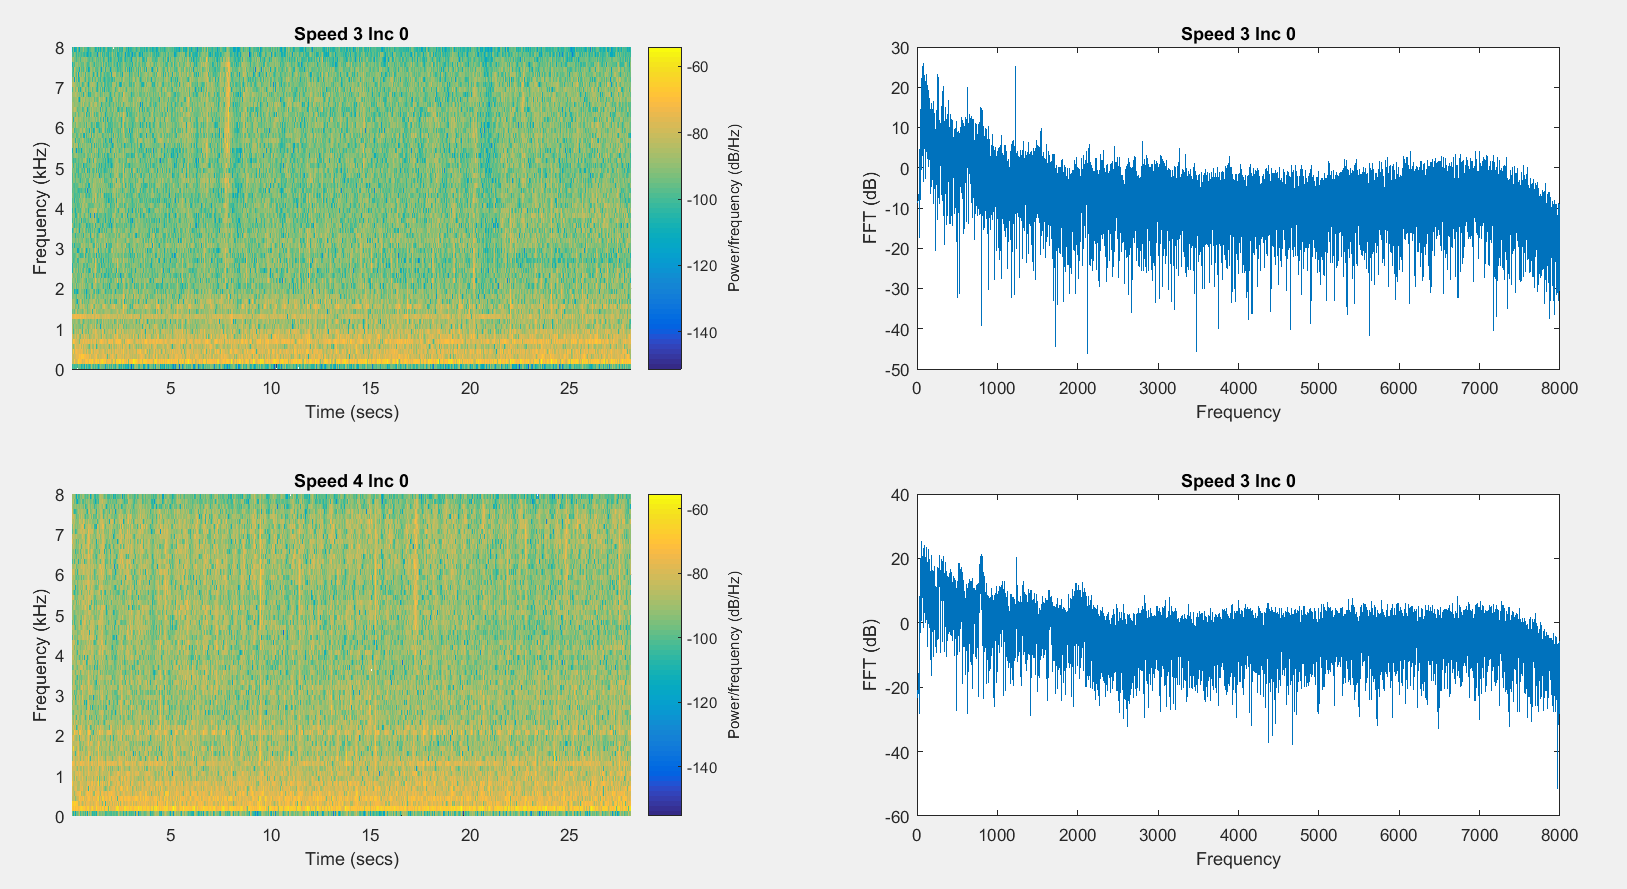 Speed 3 Inc 0
8
7
6
5
4
3
2
1
0
Frequency (kHz)
5 10 15 20 25
Time (secs)
-60
-80
-100
-120
-140
Power/frequency (dB/Hz)
Speed 3 Inc 0
30
20
10
0
-10
-20
-30
-40
-50
FFT (dB)
0 1000 2000 3000 4000 5000 6000 7000 8000
Frequency
Speed 4 Inc 0
8
7
6
5
4
3
2
1
0
Frequency (kHz)
5 10 15 20 25
Time (secs)
-60
-80
-100
-120
-140
Power/frequency (dB/Hz)
Speed 3 Inc 0
40
20
0
-20
-40
-60
FFT (dB)
0 1000 2000 3000 4000 5000 6000 7000 8000
Frequency